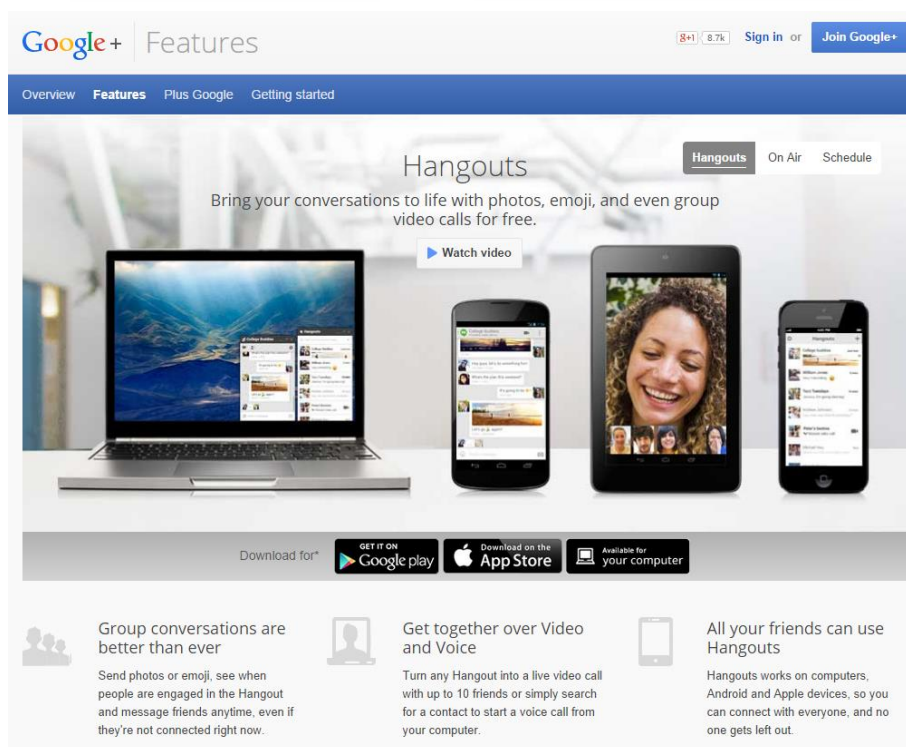 Google+ Features
g+1 8.7k Sign in or Join Google+
Overview Features Plus Google Getting started
Hangouts
Hangouts On Air Schedule
Bring your conversations to life with photos, emoji, and even group
video calls for free.
Watch video
Hangouts
Download for*
GET IT ON
Google play
Download on the
App Store
Available for
your computer
Group conversations are
better than ever
Send photos or emoji, see when
people are engaged in the Hangout
and message friends anytime, even if
they're not connected right now.
Get together over Video
and Voice
Turn any Hangout into a live video call
with up to 10 friends or simply search
for a contact to start a voice call from
your computer.
All your friends can use
Hangouts
Hangouts works on computers,
Android and Apple devices, so you
can connect with everyone, and no
one gets left out.